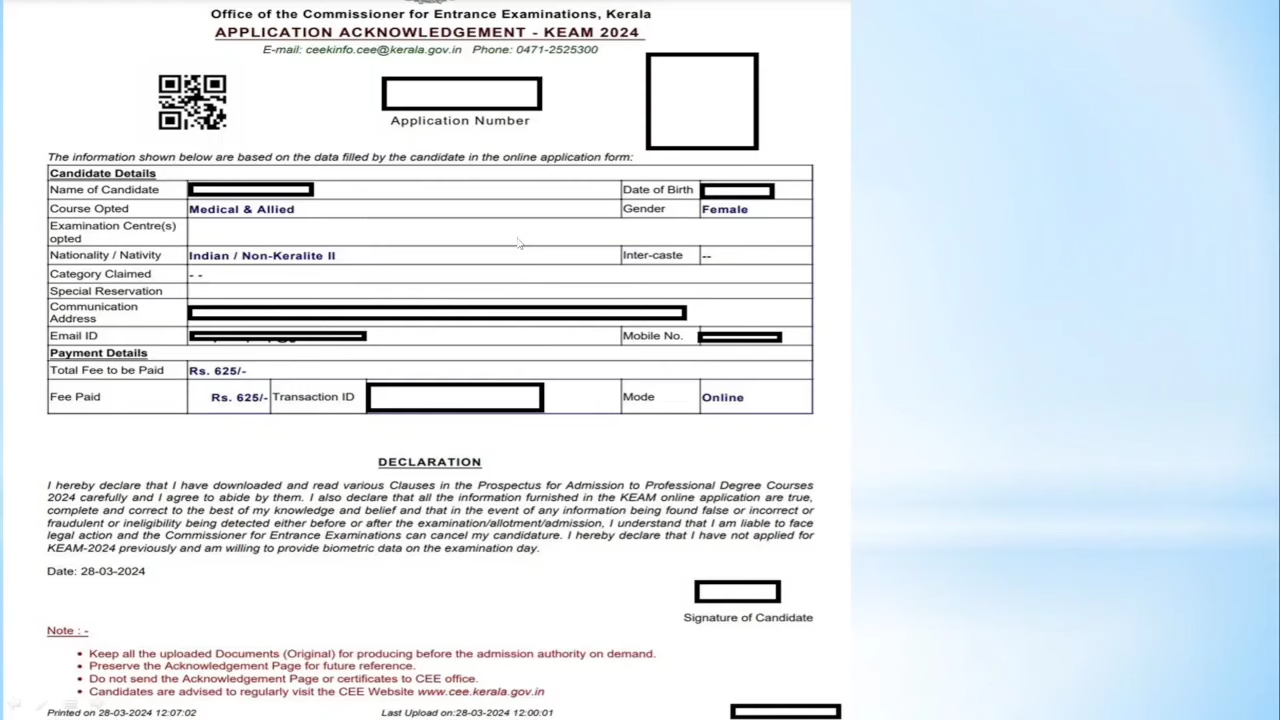 Office of the Commissioner for Entrance Examinations, Kerala
APPLICATION ACKNOWLEDGEMENT - KEAM 2024
E-mail: ceekinfo.cee@kerala.gov.in Phone: 0471-2525300
Application Number
The information shown below are based on the data filled by the candidate in the online application form:
Candidate Details
Name of Candidate Date of Birth
Course Opted Medical & Allied Gender Female
Examination Centre(s)
opted
Nationality / Nativity Indian / Non-Keralite II Inter-caste --
Category Claimed - -
Special Reservation
Communication
Address
Email ID Mobile No.
Payment Details
Total Fee to be Paid Rs. 625/-
Fee Paid Rs. 625/- Transaction ID Mode Online
DECLARATION
I hereby declare that I have downloaded and read various Clauses in the Prospectus for Admission to Professional Degree Courses
2024 carefully and I agree to abide by them. I also declare that all the information furnished in the KEAM online application are true,
complete and correct to the best of my knowledge and belief and that in the event of any information being found false or incorrect or
fraudulent or ineligibility being detected either before or after the examination/allotment/admission, I understand that I am liable to face
legal action and the Commissioner for Entrance Examinations can cancel my candidature. I hereby declare that I have not applied for
KEAM-2024 previously and am willing to provide biometric data on the examination day.
Date: 28-03-2024
Signature of Candidate
Note : -
• Keep all the uploaded Documents (Original) for producing before the admission authority on demand.
• Preserve the Acknowledgement Page for future reference.
• Do not send the Acknowledgement Page or certificates to CEE office.
• Candidates are advised to regularly visit the CEE Website www.cee.kerala.gov.in
Printed on 28-03-2024 12:07:02 Last Upload on:28-03-2024 12:00:01